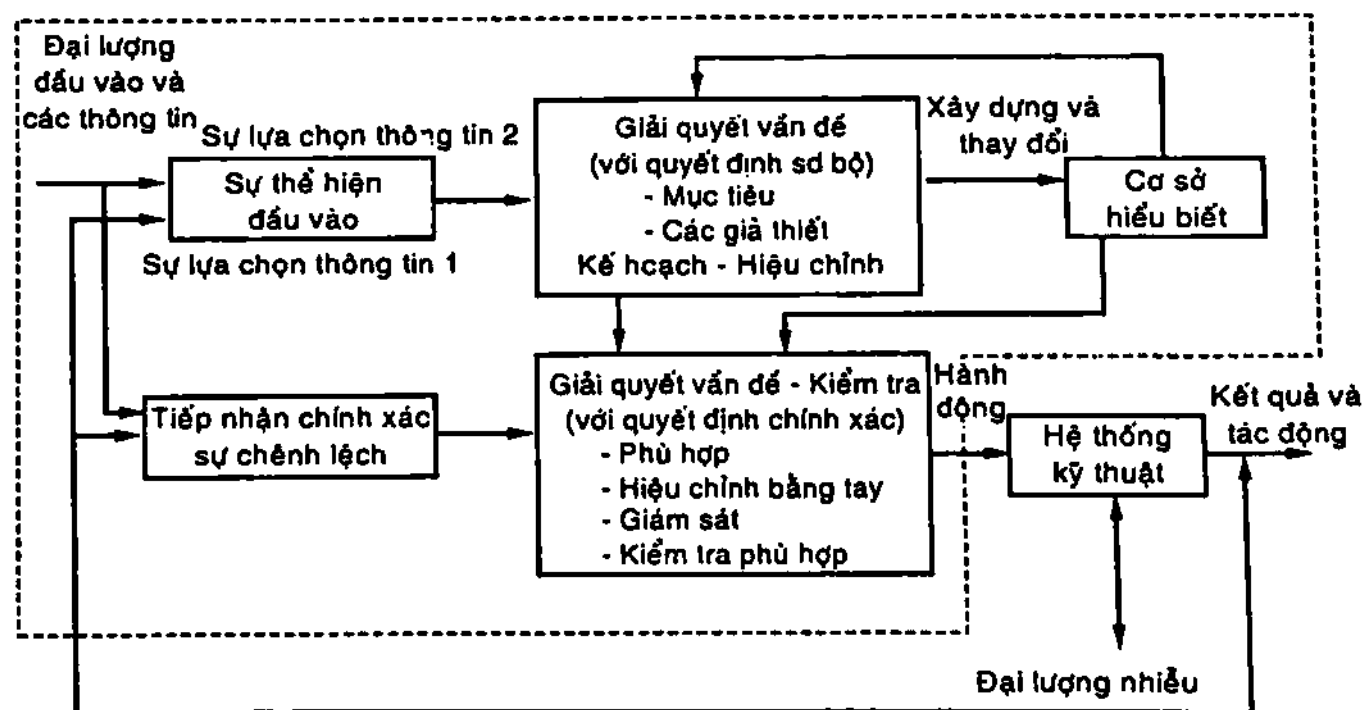 Đại lượng
đầu vào và
các thông tin
Sự lựa chọn thông tin 2
Sự thể hiện
đầu vào
Sự lựa chọn thông tin 1
Giải quyết vấn đề
(với quyết định sơ bộ)
- Mục tiêu
- Các giả thiết
Kế hoạch - Hiệu chỉnh
Xây dựng và
thay đổi
Cơ sở
hiểu biết
Tiếp nhận chính xác
sự chênh lệch
Giải quyết vấn đề - Kiểm tra
(với quyết định chính xác)
- Phù hợp
- Hiệu chỉnh bằng tay
- Giám sát
- Kiểm tra phù hợp
Hành
động
Hệ thống
kỹ thuật
Kết quả và
tác động
Đại lượng nhiễu